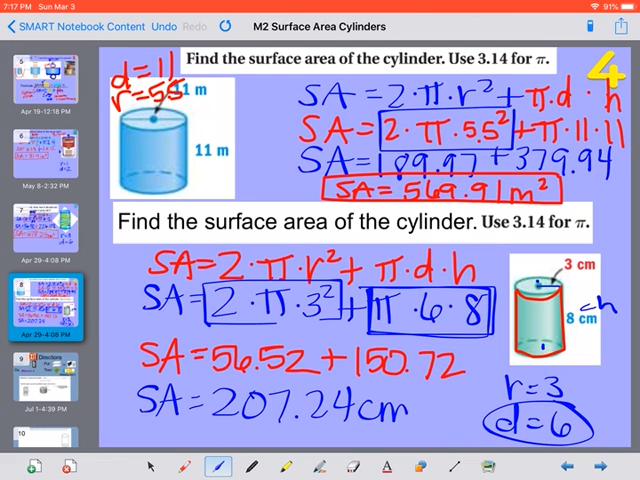 7:17 PM Sun Mar 3
91%
SMART Notebook Content
Undo
Redo
M2 Surface Area Cylinders
5
Apr 19-12:18 PM
6
May 8-2:32 PM
7
Apr 29-4:08 PM
8
Apr 29-4:08 PM
9
Directions
Jul 1-4:39 PM
10
Find the surface area of the cylinder. Use 3.14 for π.
4
d=11
r=5.5
11 m
11 m
SA=2·π·r²+π·d·h
SA=2·π·5.5²+π·11·11
SA=189.97+379.94
SA=569.91m²
Find the surface area of the cylinder. Use 3.14 for π.
SA=2·π·r²+π·d·h
SA=2·π·3²+π·6·8
SA=56.52+150.72
SA=207.24cm
3 cm
8 cm
=h
r=3
d=6
A